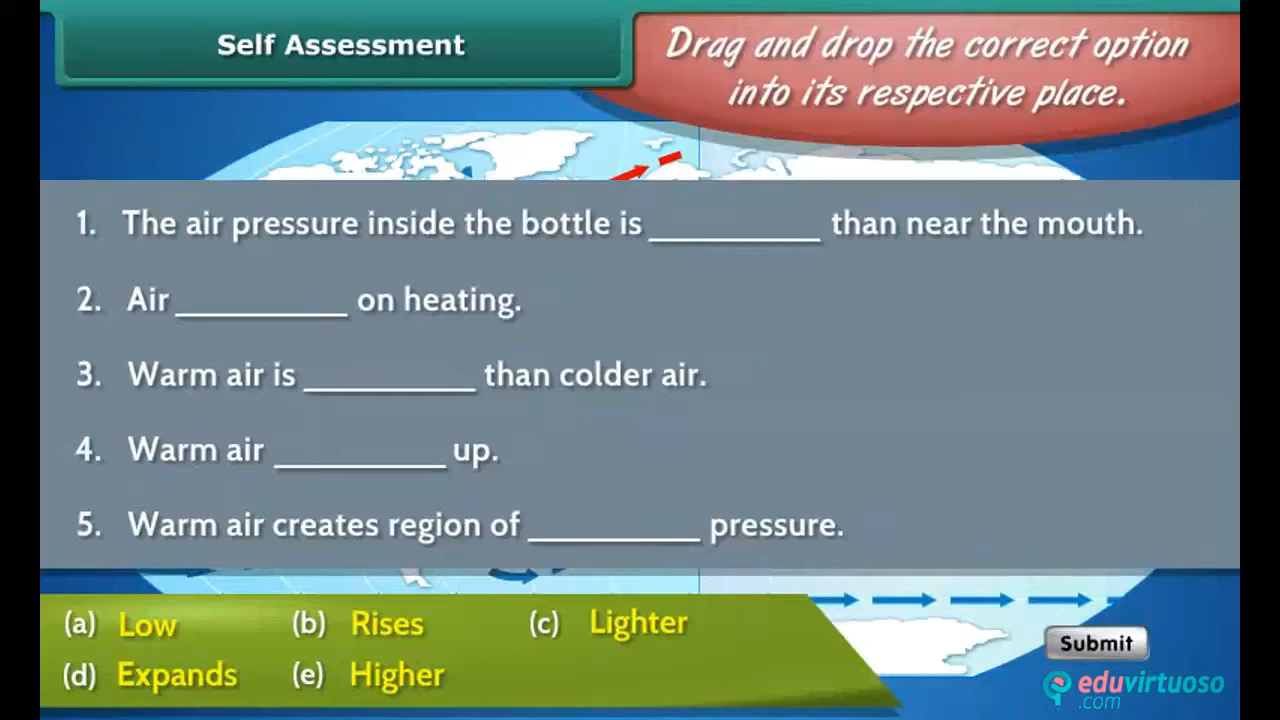 Self Assessment
Drag and drop the correct option
into its respective place.
1. The air pressure inside the bottle is __________ than near the mouth.
2. Air __________ on heating.
3. Warm air is __________ than colder air.
4. Warm air __________ up.
5. Warm air creates region of __________ pressure.
(a) Low (b) Rises (c) Lighter
(d) Expands (e) Higher
Submit
eduvirtuoso
.com